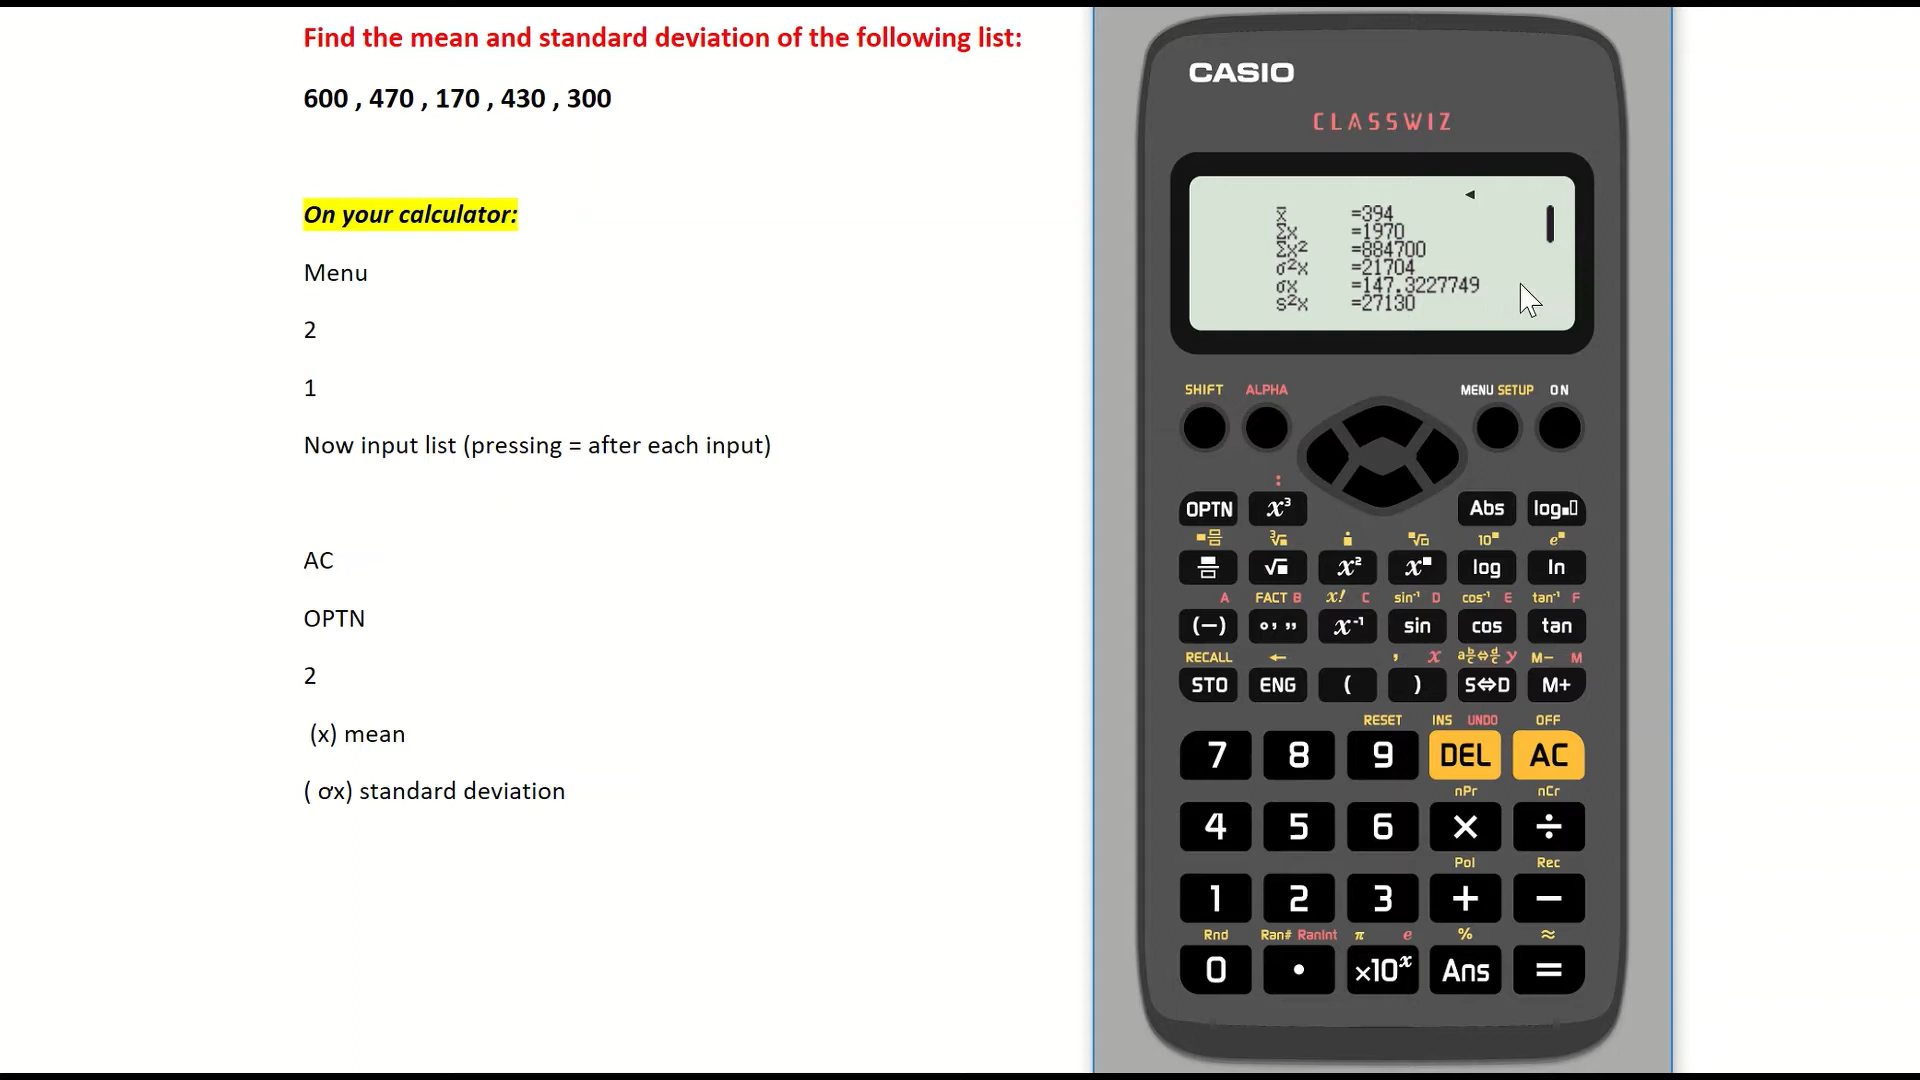 Find the mean and standard deviation of the following list:
600 , 470 , 170 , 430 , 300
On your calculator:
Menu
2
1
Now input list (pressing = after each input)
AC
OPTN
2
(x) mean
( σx) standard deviation
CASIO
CLASSWIZ
x̄ =394
Σx =1970
Σx² =884700
σ²x =21704
σx =147.3227749
s²x =27130
SHIFT ALPHA MENU SETUP ON
:
OPTN x³ Abs log▪▯
▪▤ ³√▪ ▪√▯ 10▪ e▪
√▪ x² x▪ log ln
A FACT B x! C sin⁻¹ D cos⁻¹ E tan⁻¹ F
(−) ° ’ ” x⁻¹ sin cos tan
RECALL ← , x a b/c⇔d/c y M− M
STO ENG ( ) S⇔D M+
RESET INS UNDO OFF
7 8 9 DEL AC
nPr nCr
4 5 6 × ÷
Pol Rec
1 2 3 + −
Rnd Ran# RanInt π e % ≈
0 • ×10ˣ Ans =